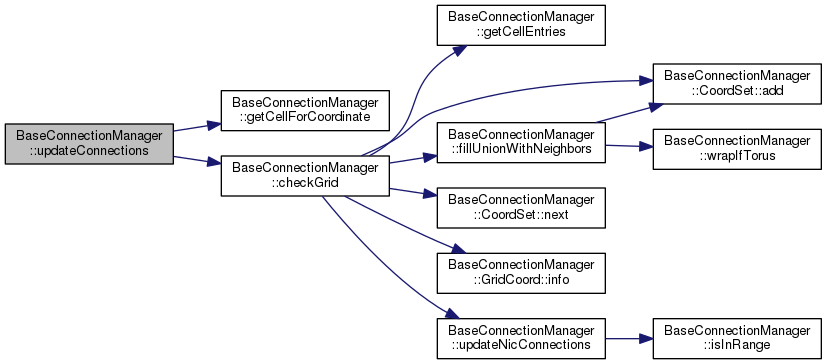 BaseConnectionManager
::updateConnections
BaseConnectionManager
::getCellForCoordinate
BaseConnectionManager
::checkGrid
BaseConnectionManager
::getCellEntries
BaseConnectionManager
::fillUnionWithNeighbors
BaseConnectionManager
::CoordSet::next
BaseConnectionManager
::GridCoord::info
BaseConnectionManager
::updateNicConnections
BaseConnectionManager
::CoordSet::add
BaseConnectionManager
::wrapIfTorus
BaseConnectionManager
::isInRange